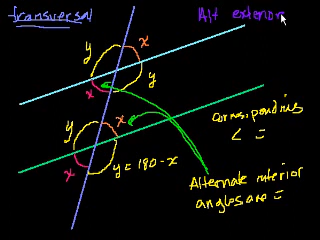 transversal
Alt exterior
y
x
x
y
y
x
x
y = 180 - x
corresponding
∠ =
Alternate interior
angles are =